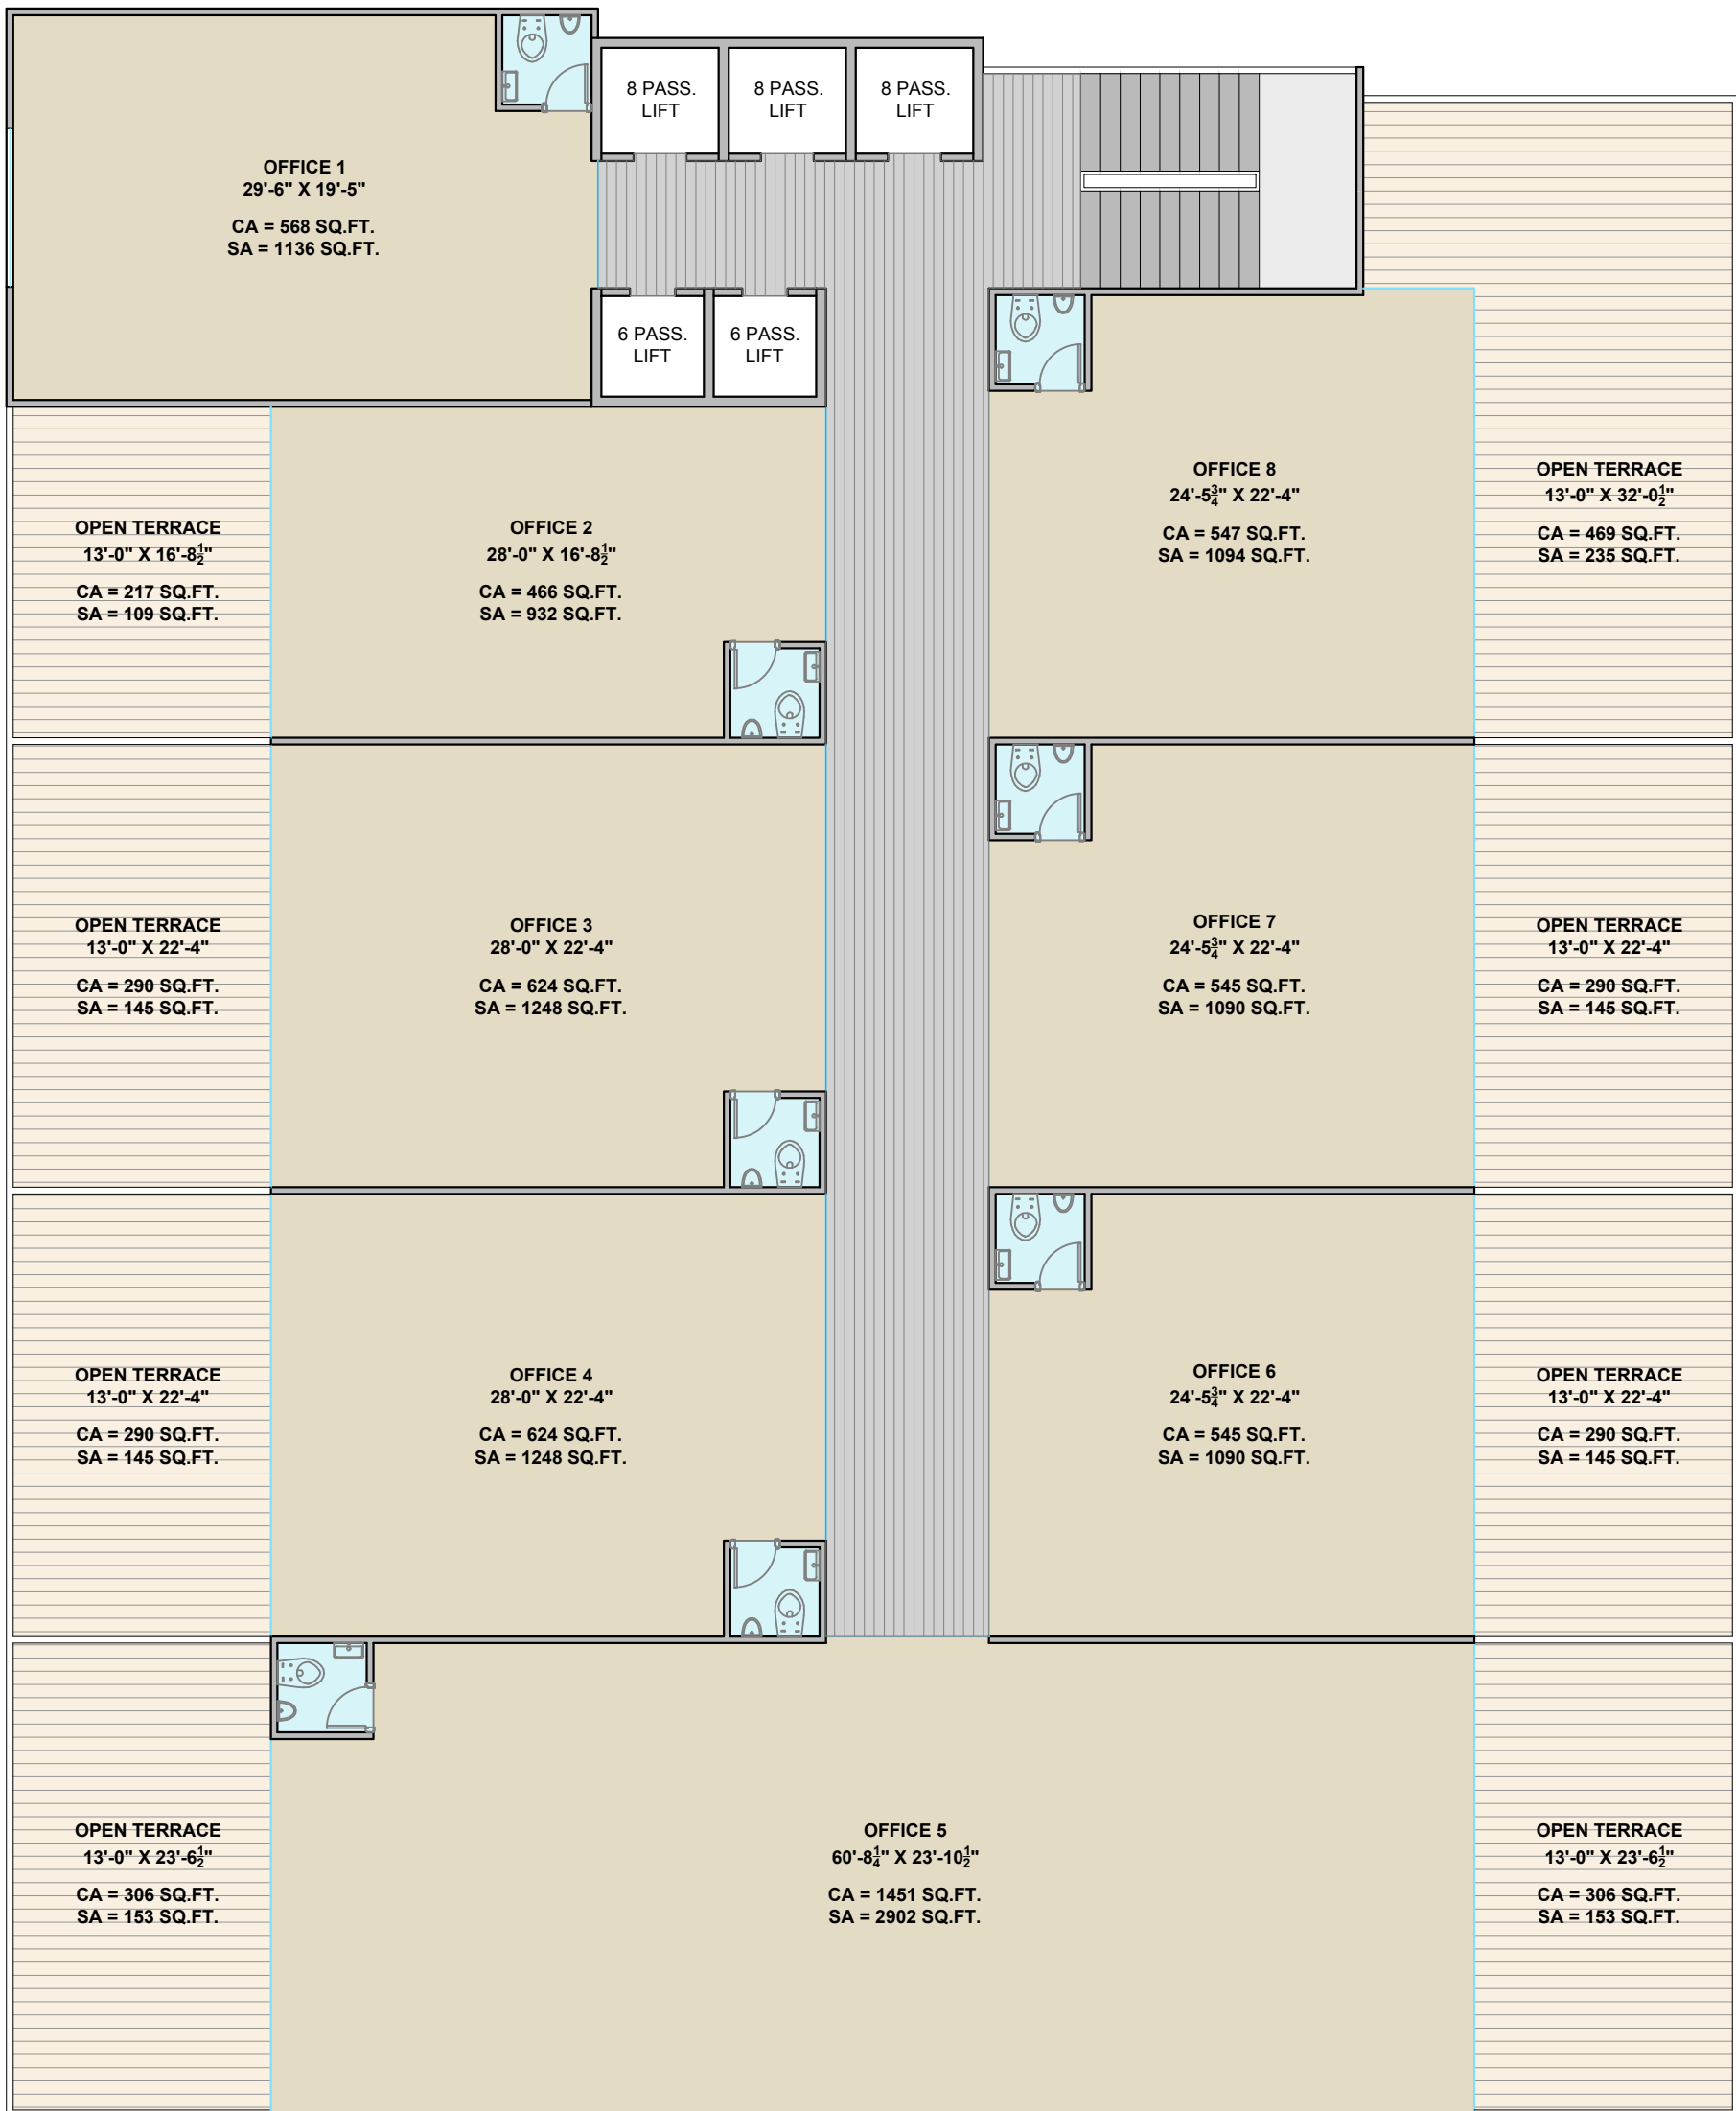 8 PASS.
LIFT
8 PASS.
LIFT
8 PASS.
LIFT
OFFICE 1
29'-6" X 19'-5"
CA = 568 SQ.FT.
SA = 1136 SQ.FT.
6 PASS.
LIFT
6 PASS.
LIFT
OPEN TERRACE
13'-0" X 16'-8½"
CA = 217 SQ.FT.
SA = 109 SQ.FT.
OFFICE 2
28'-0" X 16'-8½"
CA = 466 SQ.FT.
SA = 932 SQ.FT.
OFFICE 8
24'-5¾" X 22'-4"
CA = 547 SQ.FT.
SA = 1094 SQ.FT.
OPEN TERRACE
13'-0" X 32'-0½"
CA = 469 SQ.FT.
SA = 235 SQ.FT.
OPEN TERRACE
13'-0" X 22'-4"
CA = 290 SQ.FT.
SA = 145 SQ.FT.
OFFICE 3
28'-0" X 22'-4"
CA = 624 SQ.FT.
SA = 1248 SQ.FT.
OFFICE 7
24'-5¾" X 22'-4"
CA = 545 SQ.FT.
SA = 1090 SQ.FT.
OPEN TERRACE
13'-0" X 22'-4"
CA = 290 SQ.FT.
SA = 145 SQ.FT.
OPEN TERRACE
13'-0" X 22'-4"
CA = 290 SQ.FT.
SA = 145 SQ.FT.
OFFICE 4
28'-0" X 22'-4"
CA = 624 SQ.FT.
SA = 1248 SQ.FT.
OFFICE 6
24'-5¾" X 22'-4"
CA = 545 SQ.FT.
SA = 1090 SQ.FT.
OPEN TERRACE
13'-0" X 22'-4"
CA = 290 SQ.FT.
SA = 145 SQ.FT.
OPEN TERRACE
13'-0" X 23'-6½"
CA = 306 SQ.FT.
SA = 153 SQ.FT.
OFFICE 5
60'-8¼" X 23'-10½"
CA = 1451 SQ.FT.
SA = 2902 SQ.FT.
OPEN TERRACE
13'-0" X 23'-6½"
CA = 306 SQ.FT.
SA = 153 SQ.FT.